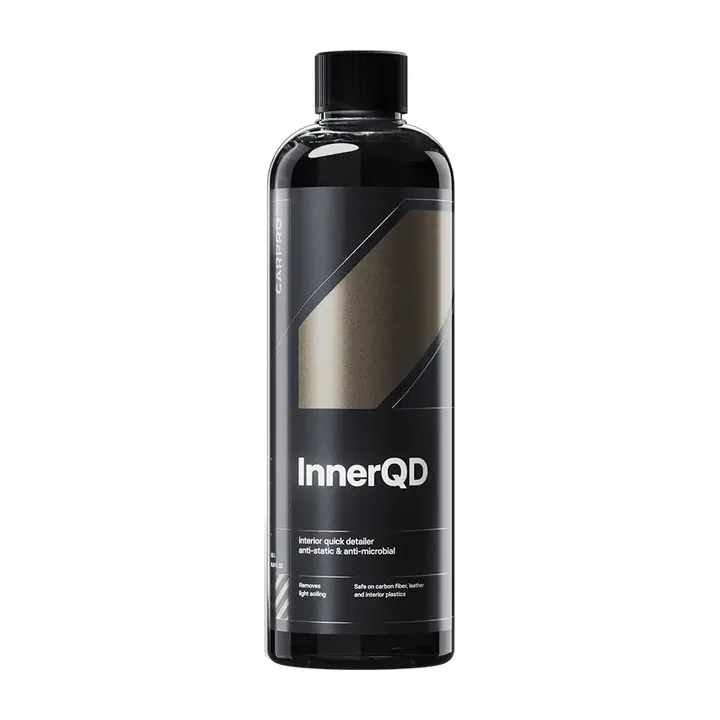 CARPRO
InnerQD
interior quick detailer
anti-static & anti-microbial
Removes
light soiling
Safe on carbon fiber, leather
and interior plastics